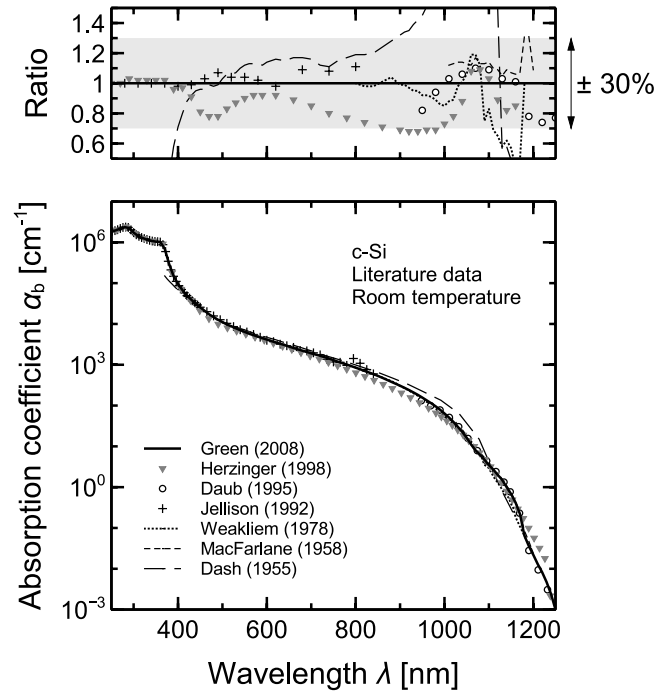 1.4
1.2
1
0.8
0.6
Ratio
± 30%
10^6
10^3
10^0
10^−3
Absorption coefficient α_b [cm^-1]
c-Si
Literature data
Room temperature
Green (2008)
Herzinger (1998)
Daub (1995)
Jellison (1992)
Weakliem (1978)
MacFarlane (1958)
Dash (1955)
400 600 800 1000 1200
Wavelength λ [nm]